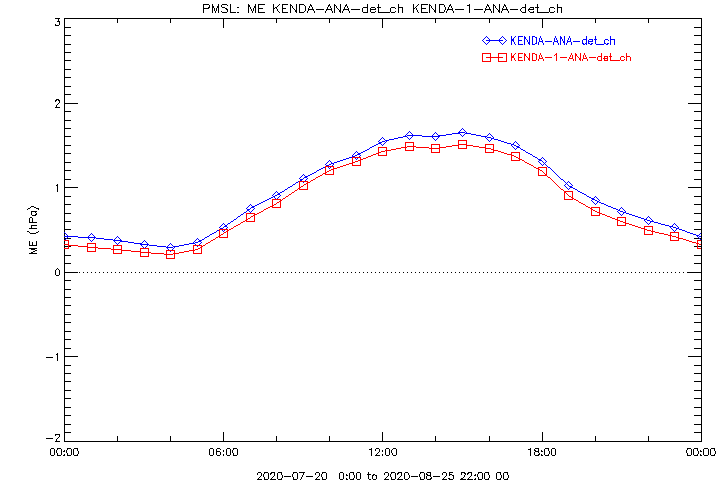 PMSL: ME KENDA-ANA-det_ch KENDA-1-ANA-det_ch
KENDA-ANA-det_ch
KENDA-1-ANA-det_ch
3
2
1
0
-1
-2
ME (hPa)
00:00 06:00 12:00 18:00 00:00
2020-07-20 0:00 to 2020-08-25 22:00 00